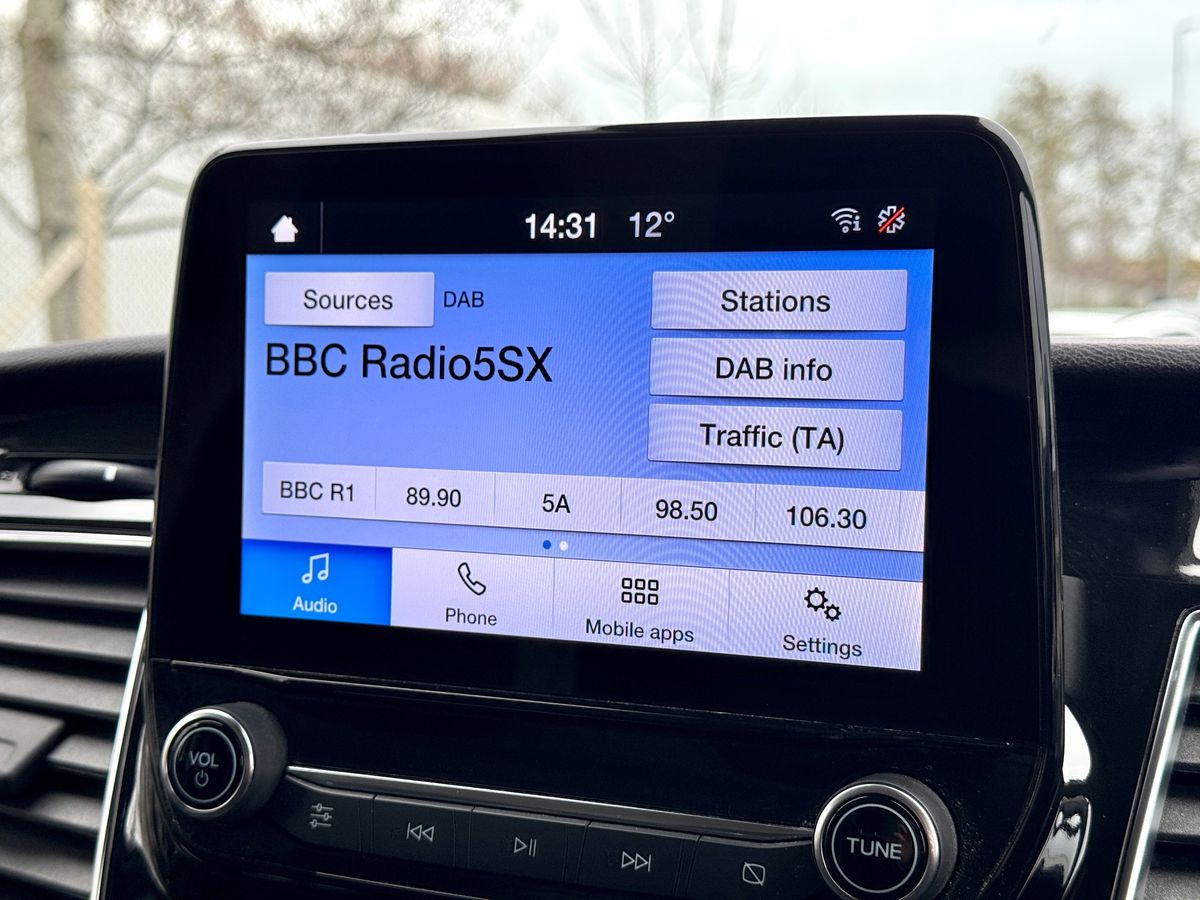 14:31 12°
Sources DAB
Stations
BBC Radio5SX
DAB info
Traffic (TA)
BBC R1 89.90 5A 98.50 106.30
Audio Phone Mobile apps Settings
VOL
TUNE